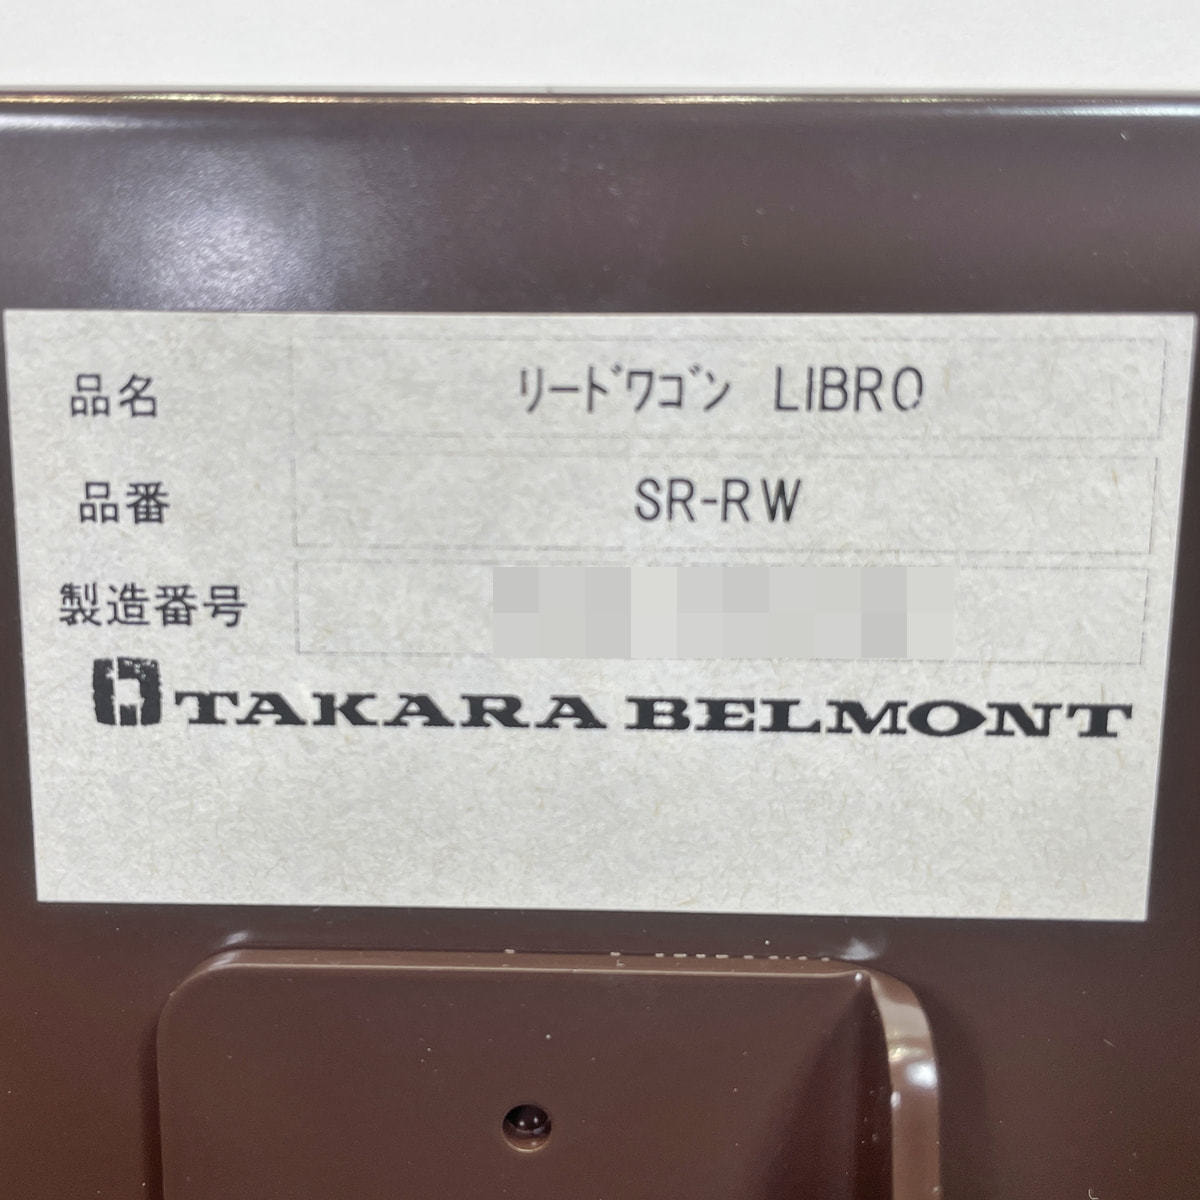 品名 リードワゴン LIBRO
品番 SR-RW
製造番号
TAKARA BELMONT